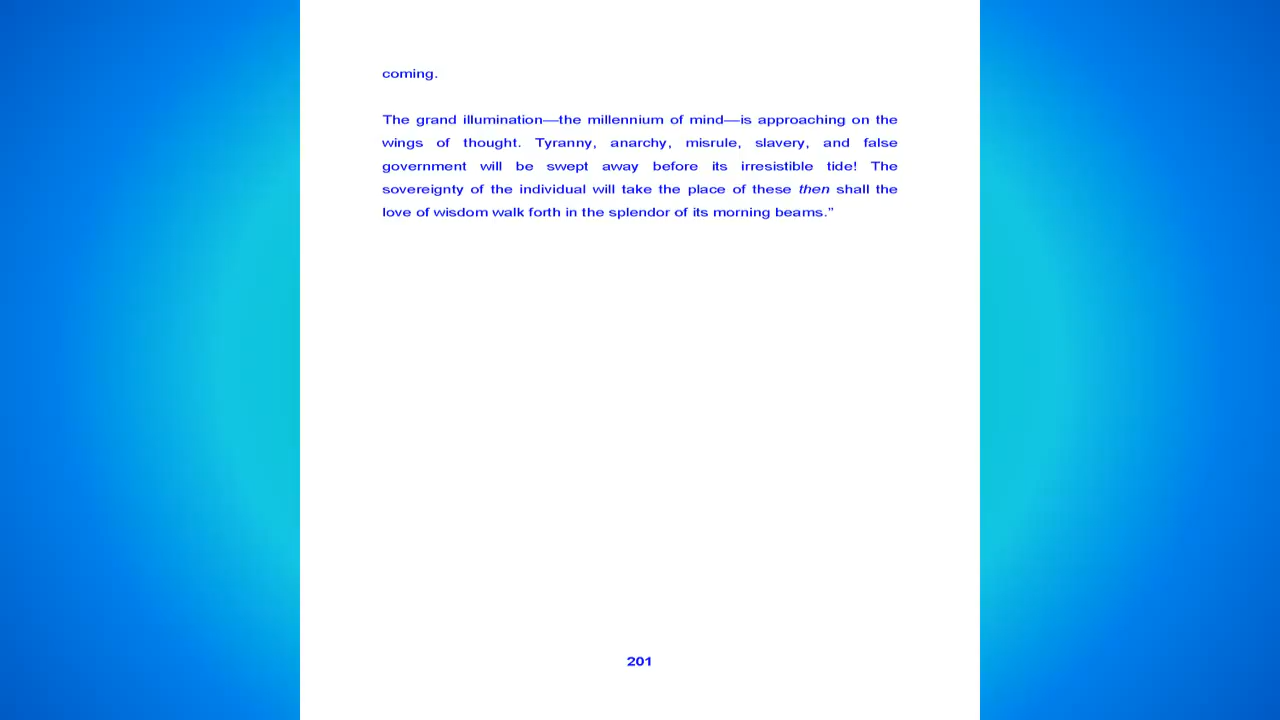 coming.
The grand illumination—the millennium of mind—is approaching on the
wings of thought. Tyranny, anarchy, misrule, slavery, and false
government will be swept away before its irresistible tide! The
sovereignty of the individual will take the place of these then shall the
love of wisdom walk forth in the splendor of its morning beams.”
201